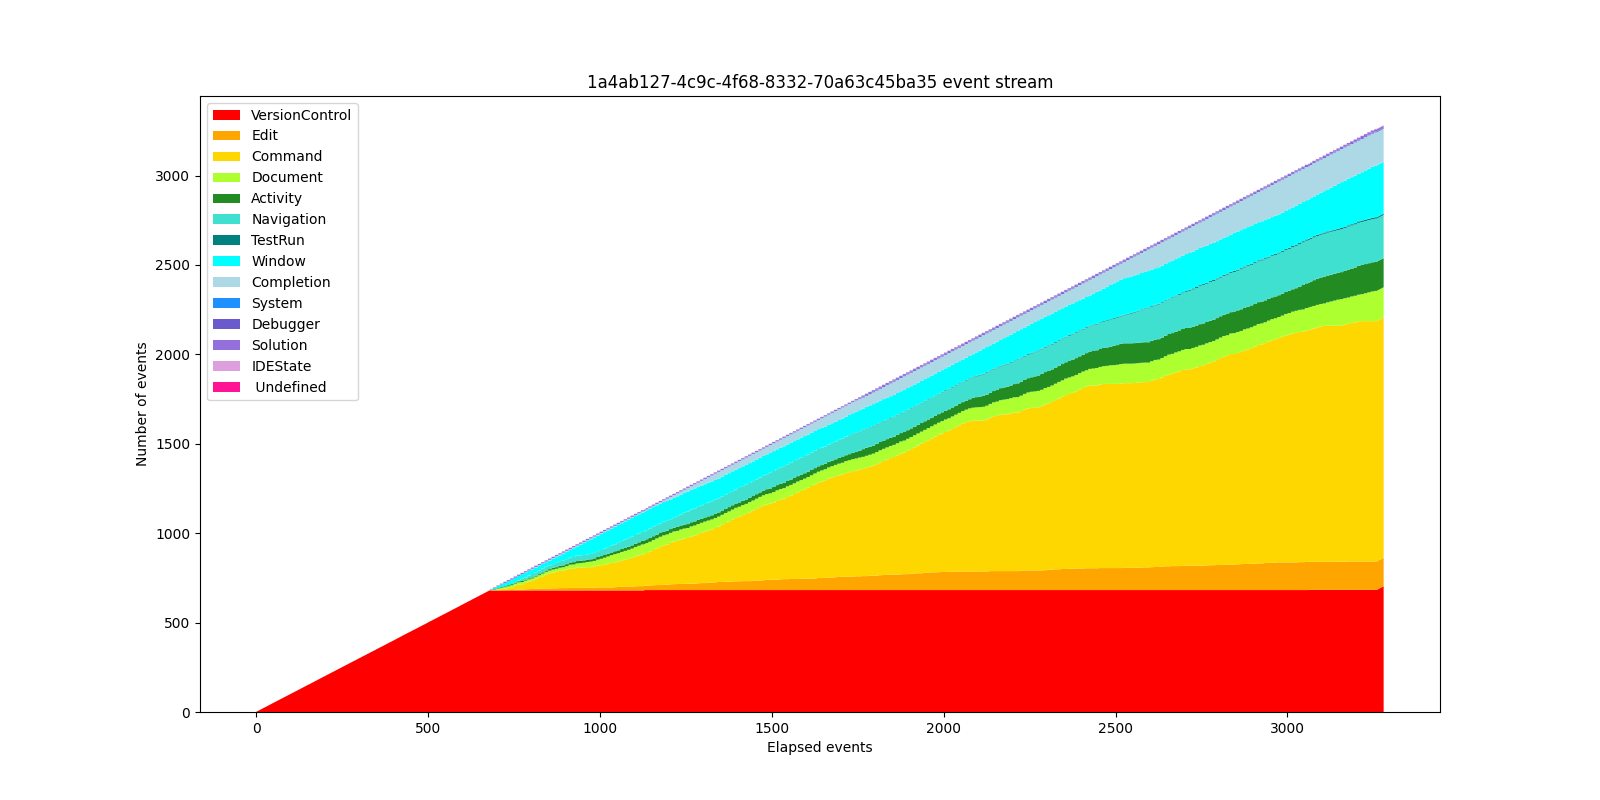 1a4ab127-4c9c-4f68-8332-70a63c45ba35 event stream
VersionControl
Edit
Command
Document
Activity
Navigation
TestRun
Window
Completion
System
Debugger
Solution
IDEState
Undefined
Number of events
3000
2500
2000
1500
1000
500
0
0 500 1000 1500 2000 2500 3000
Elapsed events